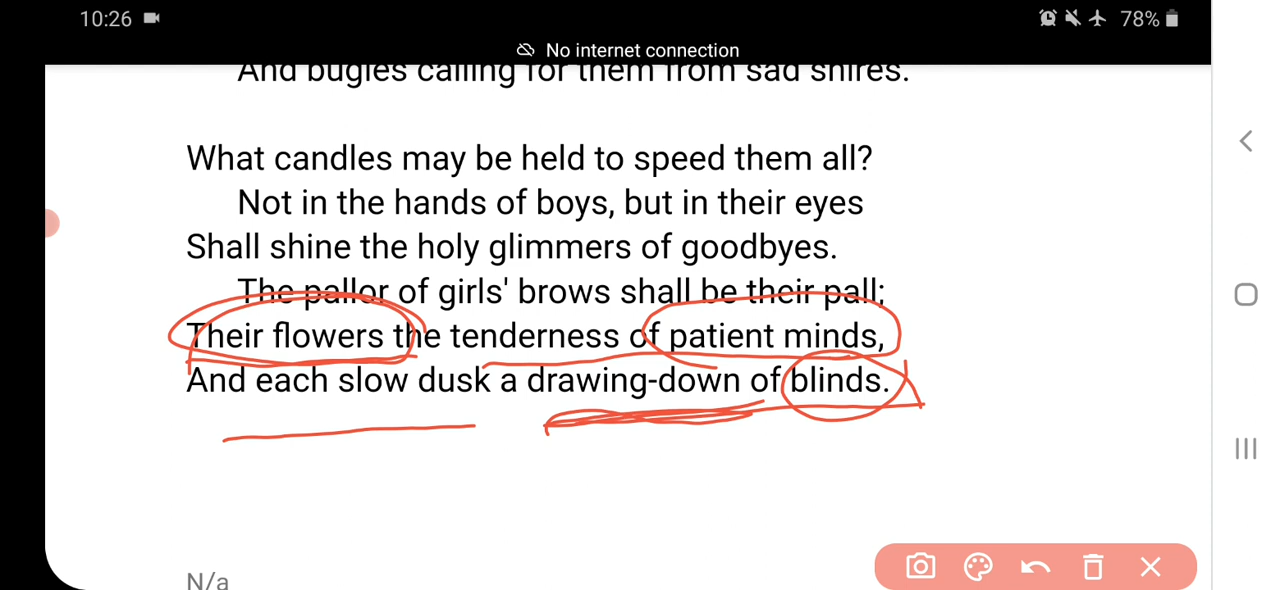 10:26 78%
No internet connection
And bugles calling for them from sad shires.
What candles may be held to speed them all?
Not in the hands of boys, but in their eyes
Shall shine the holy glimmers of goodbyes.
The pallor of girls' brows shall be their pall;
Their flowers the tenderness of patient minds,
And each slow dusk a drawing-down of blinds.
N/a